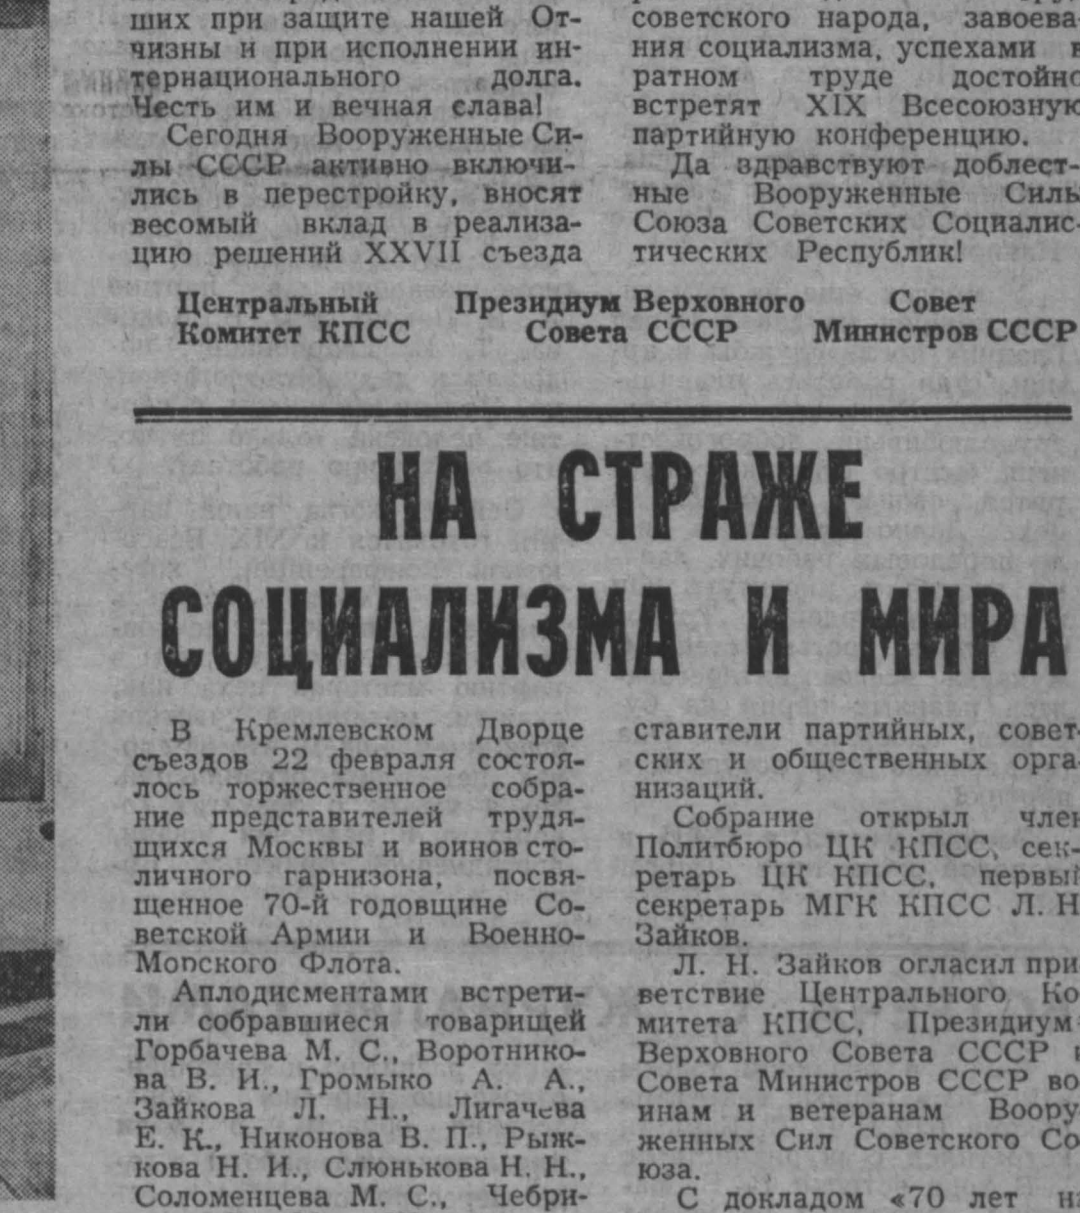 ших при защите нашей От-
чизны и при исполнении ин-
тернационального долга.
Честь им и вечная слава!
Сегодня Вооруженные Си-
лы СССР активно включи-
лись в перестройку, вносят
весомый вклад в реализа-
цию решений XXVII съезда
советского народа, завоева-
ния социализма, успехами в
ратном труде достойно
встретят XIX Всесоюзную
партийную конференцию.
Да здравствуют доблест-
ные Вооруженные Силы
Союза Советских Социалис-
тических Республик!
Центральный
Комитет КПСС
Президиум Верховного
Совета СССР
Совет
Министров СССР
НА СТРАЖЕ
СОЦИАЛИЗМА И МИРА
В Кремлевском Дворце
съездов 22 февраля состоя-
лось торжественное собра-
ние представителей трудя-
щихся Москвы и воинов сто-
личного гарнизона, посвя-
щенное 70-й годовщине Со-
ветской Армии и Военно-
Морского Флота.
Аплодисментами встрети-
ли собравшиеся товарищей
Горбачева М. С., Воротнико-
ва В. И., Громыко А. А.,
Зайкова Л. Н., Лигачева
Е. К., Никонова В. П., Рыж-
кова Н. И., Слюнькова Н. Н.,
Соломенцева М. С., Чебри-
ставители партийных, совет-
ских и общественных орга-
низаций.
Собрание открыл член
Политбюро ЦК КПСС, сек-
ретарь ЦК КПСС, первый
секретарь МГК КПСС Л. Н.
Зайков.
Л. Н. Зайков огласил при-
ветствие Центрального Ко-
митета КПСС, Президиума
Верховного Совета СССР и
Совета Министров СССР во-
инам и ветеранам Воору-
женных Сил Советского Со-
юза.
С докладом «70 лет на